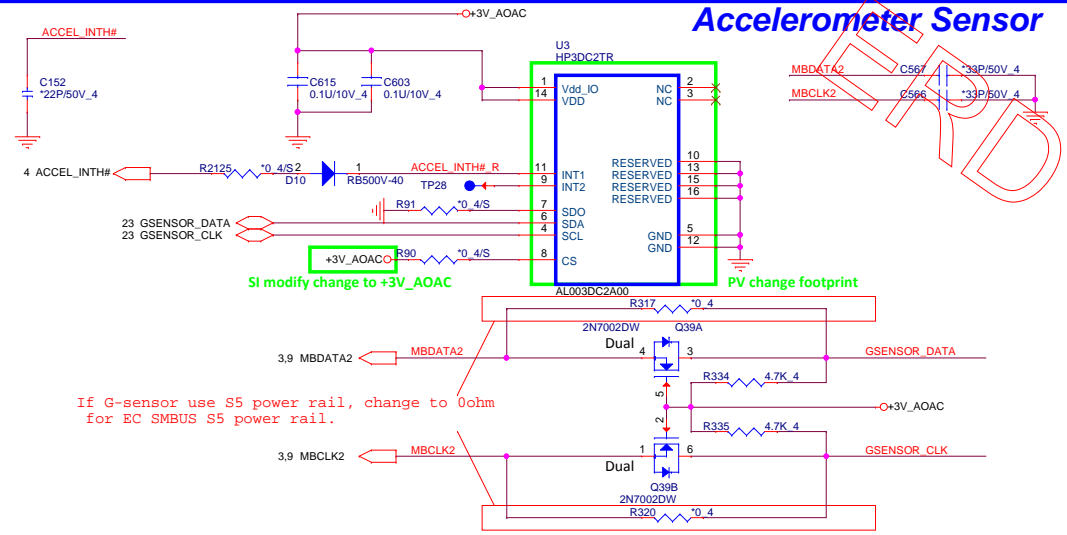 Accelerometer Sensor
+3V_AOAC
ACCEL_INTH#
C152
*22P/50V_4
C615
0.1U/10V_4
C603
0.1U/10V_4
U3
HP3DC2TR
1
14
Vdd_IO
VDD
NC
NC
2
3
MBDATA2
C567
*33P/50V_4
MBCLK2
C566
*33P/50V_4
ERD
4 ACCEL_INTH#
R2125
*0_4/S
2
D10
1
RB500V-40
ACCEL_INTH#_R
TP28
11
9
INT1
INT2
RESERVED
RESERVED
RESERVED
RESERVED
10
13
15
16
R91
*0_4/S
7
6
4
SDO
SDA
SCL
23 GSENSOR_DATA
23 GSENSOR_CLK
GND
GND
5
12
+3V_AOAC
R90
*0_4/S
8
CS
SI modify change to +3V_AOAC
AL003DC2A00
PV change footprint
R317
*0_4
2N7002DW
Q39A
Dual
4
3
5
3,9 MBDATA2
MBDATA2
GSENSOR_DATA
R334
4.7K_4
If G-sensor use S5 power rail, change to 0ohm
for EC SMBUS S5 power rail.
+3V_AOAC
2
R335
4.7K_4
3,9 MBCLK2
MBCLK2
1
6
GSENSOR_CLK
Dual
Q39B
2N7002DW
R320
*0_4